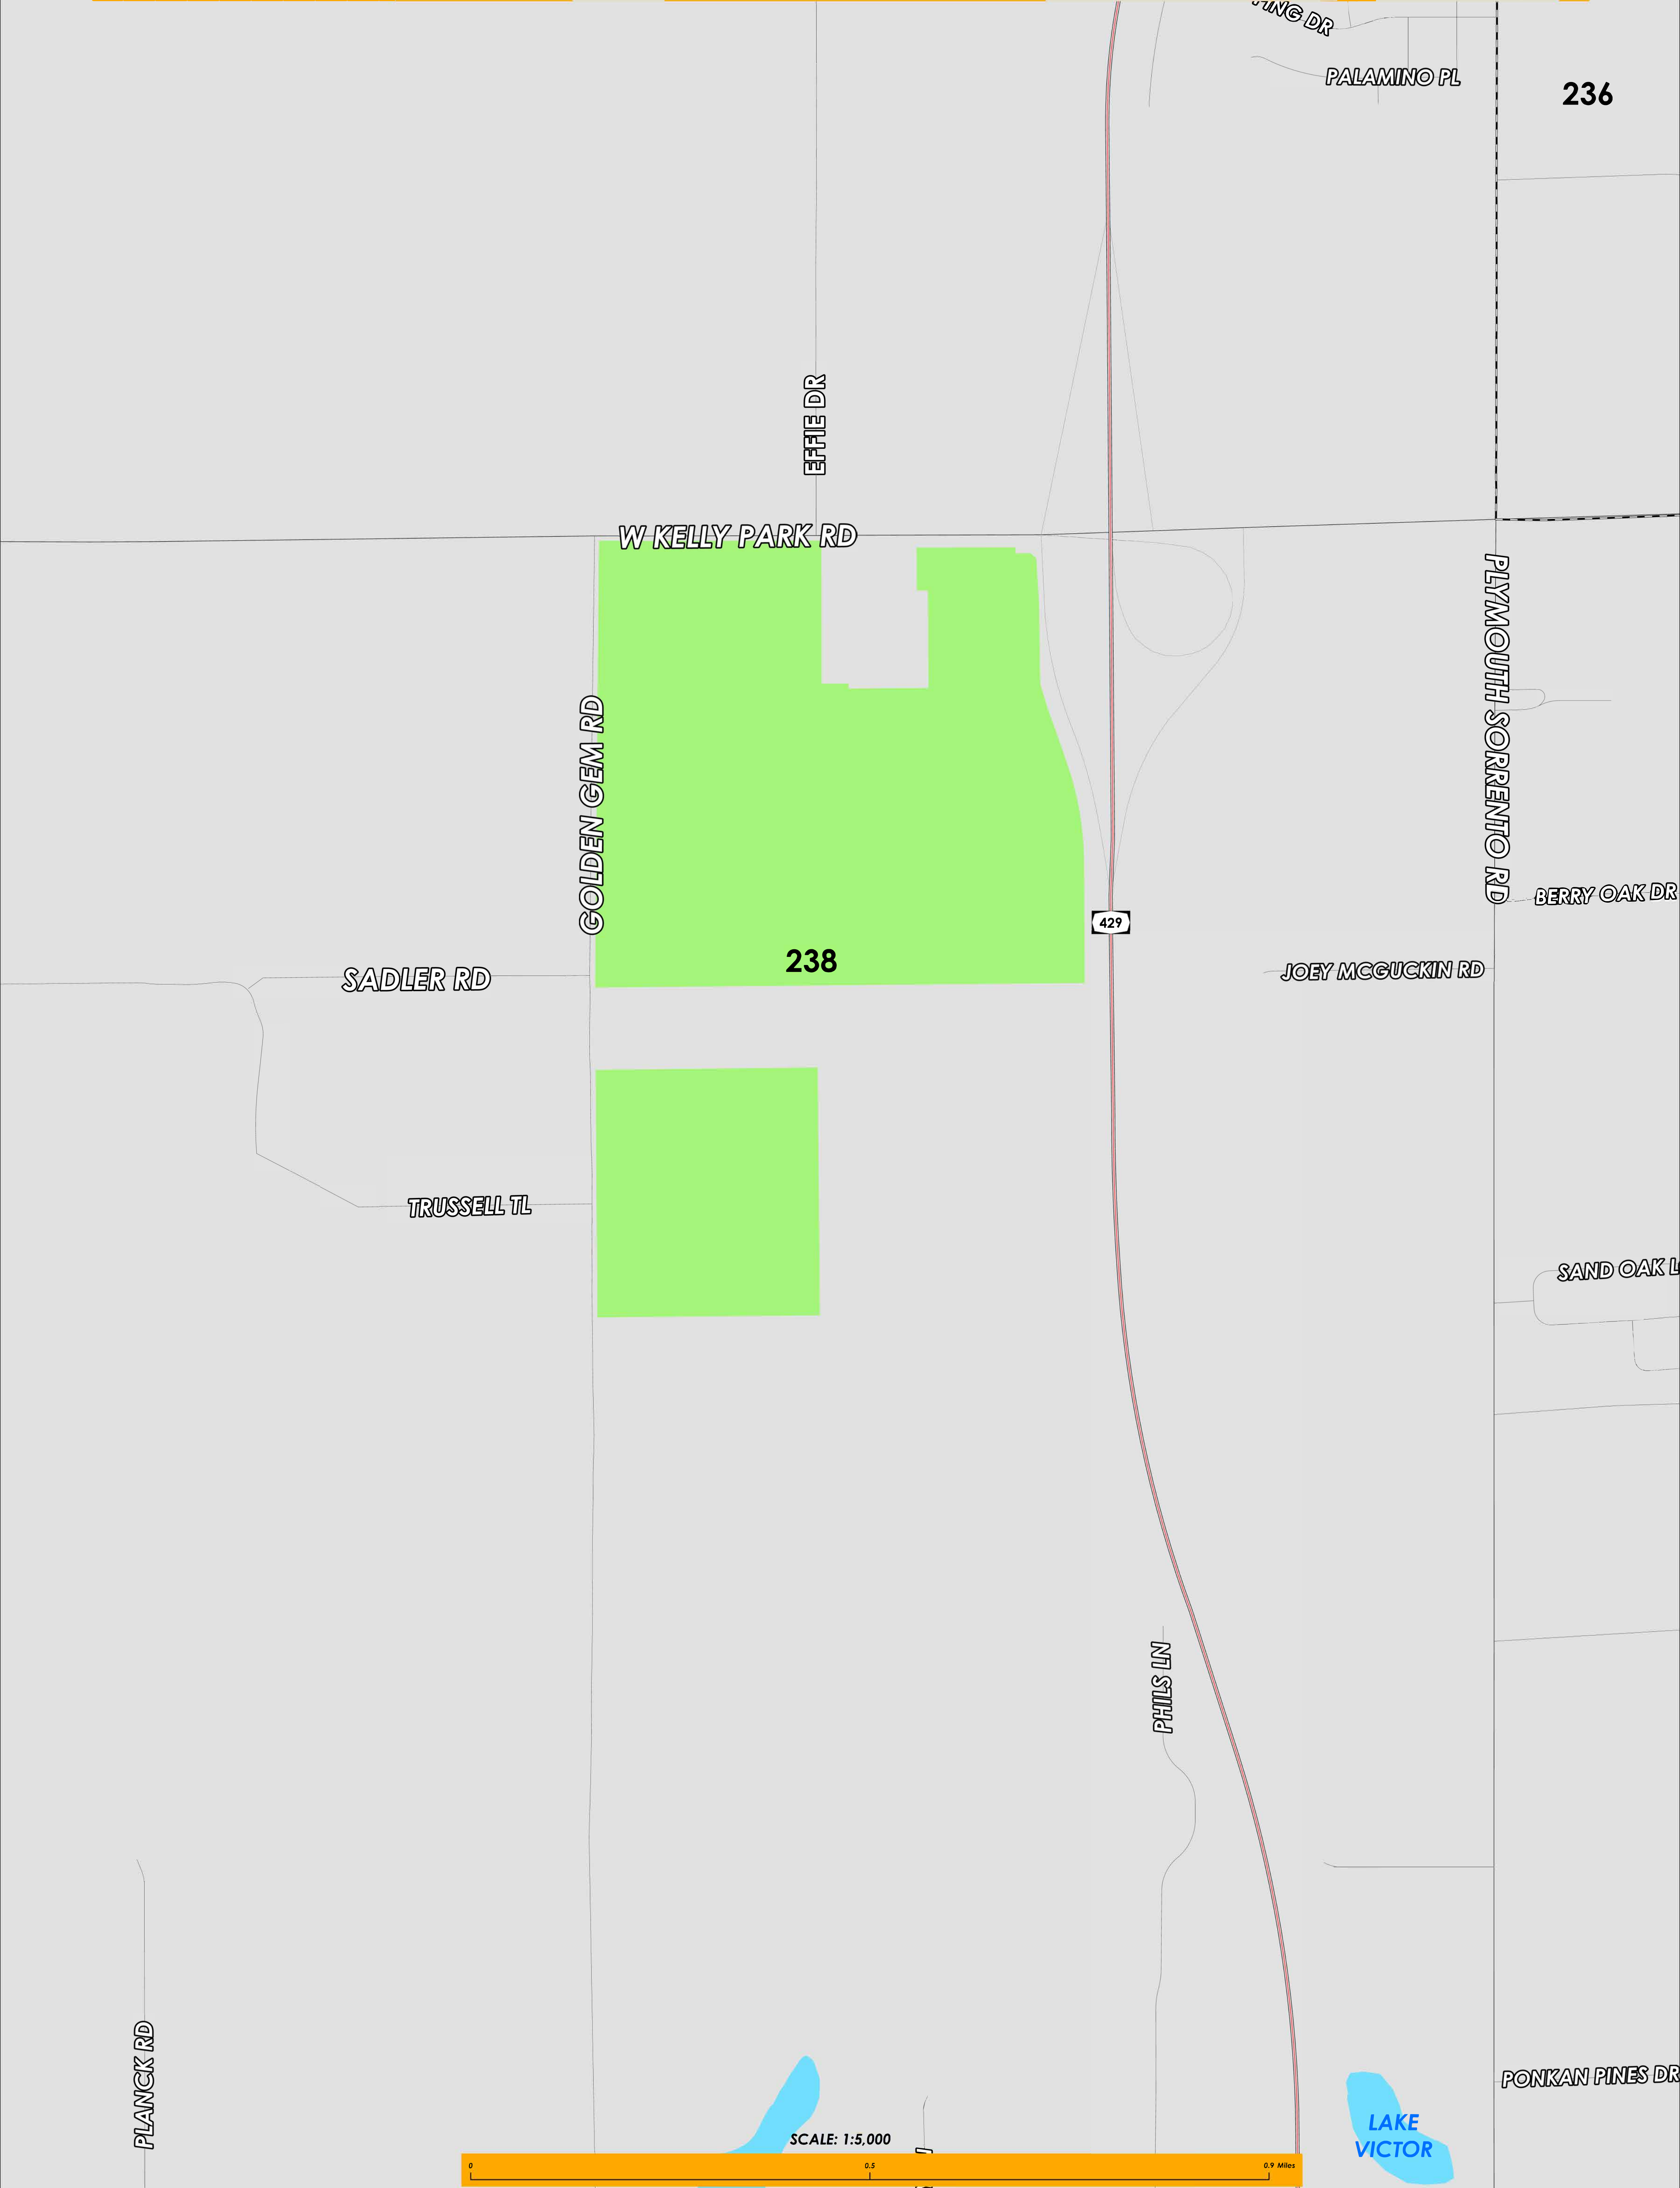 PALAMINO PL
236
EFFIE DR
W KELLY PARK RD
PLYMOUTH SORRENTO RD
GOLDEN GEM RD
BERRY OAK DR
429
238
SADLER RD
JOEY MCGUCKIN RD
TRUSSELL TL
SAND OAK
PHILS LN
PLANCK RD
PONKAN PINES DR
LAKE
VICTOR
SCALE: 1:5,000
0
0.5
0.9 Miles